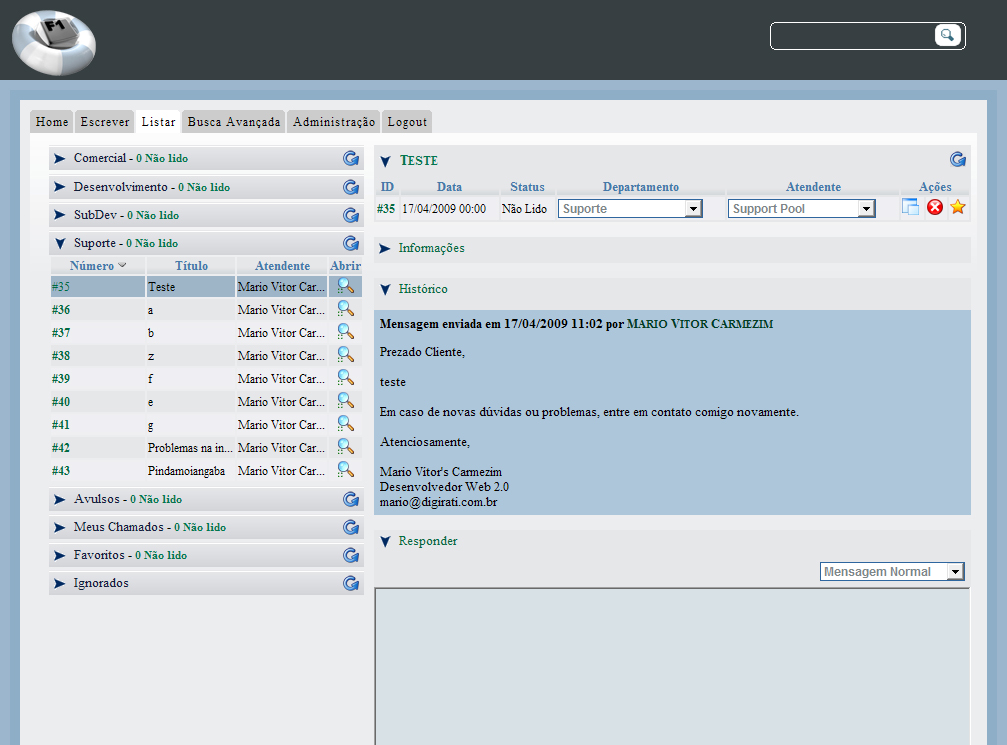 F1
Home Escrever Listar Busca Avançada Administração Logout
Comercial - 0 Não lido
Desenvolvimento - 0 Não lido
SubDev - 0 Não lido
Suporte - 0 Não lido
Número Título Atendente Abrir
#35 Teste Mario Vitor Car...
#36 a Mario Vitor Car...
#37 b Mario Vitor Car...
#38 z Mario Vitor Car...
#39 f Mario Vitor Car...
#40 e Mario Vitor Car...
#41 g Mario Vitor Car...
#42 Problemas na in... Mario Vitor Car...
#43 Pindamoiangaba Mario Vitor Car...
Avulsos - 0 Não lido
Meus Chamados - 0 Não lido
Favoritos - 0 Não lido
Ignorados
TESTE
ID Data Status Departamento Atendente Ações
#35 17/04/2009 00:00 Não Lido Suporte Support Pool
Informações
Histórico
Mensagem enviada em 17/04/2009 11:02 por MARIO VITOR CARMEZIM
Prezado Cliente,
teste
Em caso de novas dúvidas ou problemas, entre em contato comigo novamente.
Atenciosamente,
Mario Vitor's Carmezim
Desenvolvedor Web 2.0
mario@digirati.com.br
Responder
Mensagem Normal